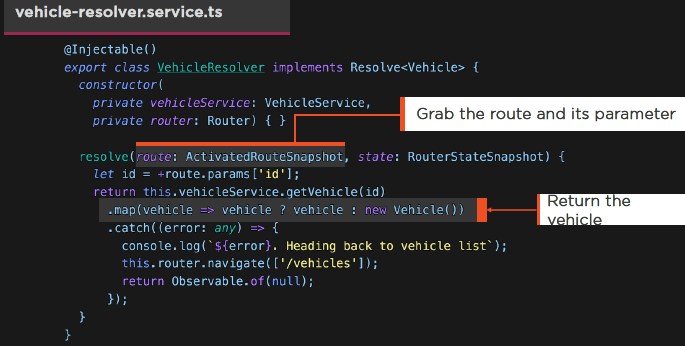 vehicle-resolver.service.ts
@Injectable()
export class VehicleResolver implements Resolve<Vehicle> {
constructor(
private vehicleService: VehicleService,
private router: Router) { }
Grab the route and its parameter
resolve(route: ActivatedRouteSnapshot, state: RouterStateSnapshot) {
let id = +route.params['id'];
return this.vehicleService.getVehicle(id)
.map(vehicle => vehicle ? vehicle : new Vehicle())
Return the
vehicle
.catch((error: any) => {
console.log(`${error}. Heading back to vehicle list`);
this.router.navigate(['/vehicles']);
return Observable.of(null);
});
}
}